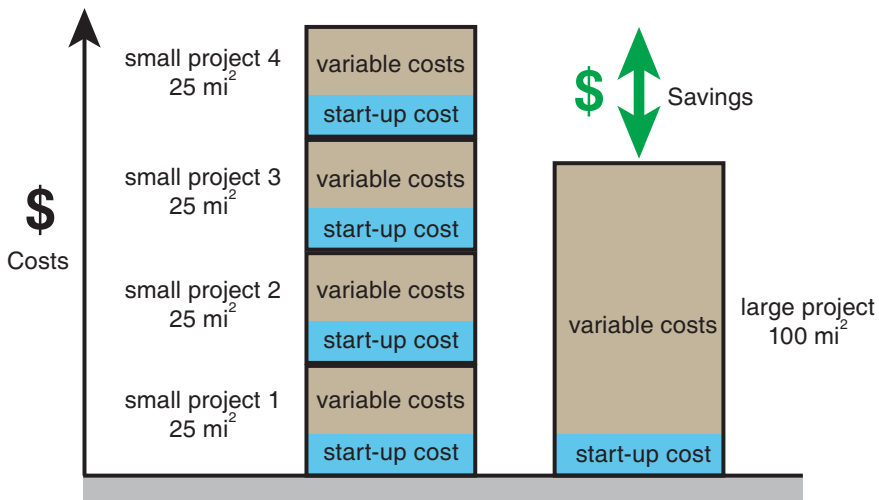 small project 4
25 mi²
variable costs
start-up cost
$
Savings
small project 3
25 mi²
variable costs
start-up cost
$
Costs
small project 2
25 mi²
variable costs
start-up cost
variable costs
large project
100 mi²
small project 1
25 mi²
variable costs
start-up cost
start-up cost